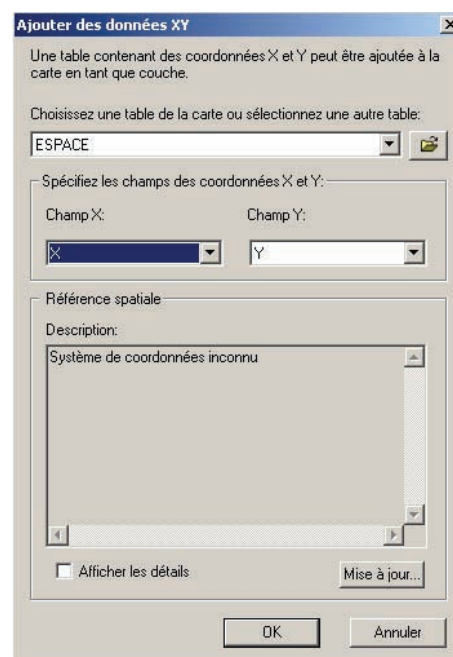 Ajouter des données XY
Une table contenant des coordonnées X et Y peut être ajoutée à la
carte en tant que couche.
Choisissez une table de la carte ou sélectionnez une autre table:
ESPACE
Spécifiez les champs des coordonnées X et Y:
Champ X:
Champ Y:
X
Y
Référence spatiale
Description:
Système de coordonnées inconnu
Afficher les détails
Mise à jour...
OK
Annuler